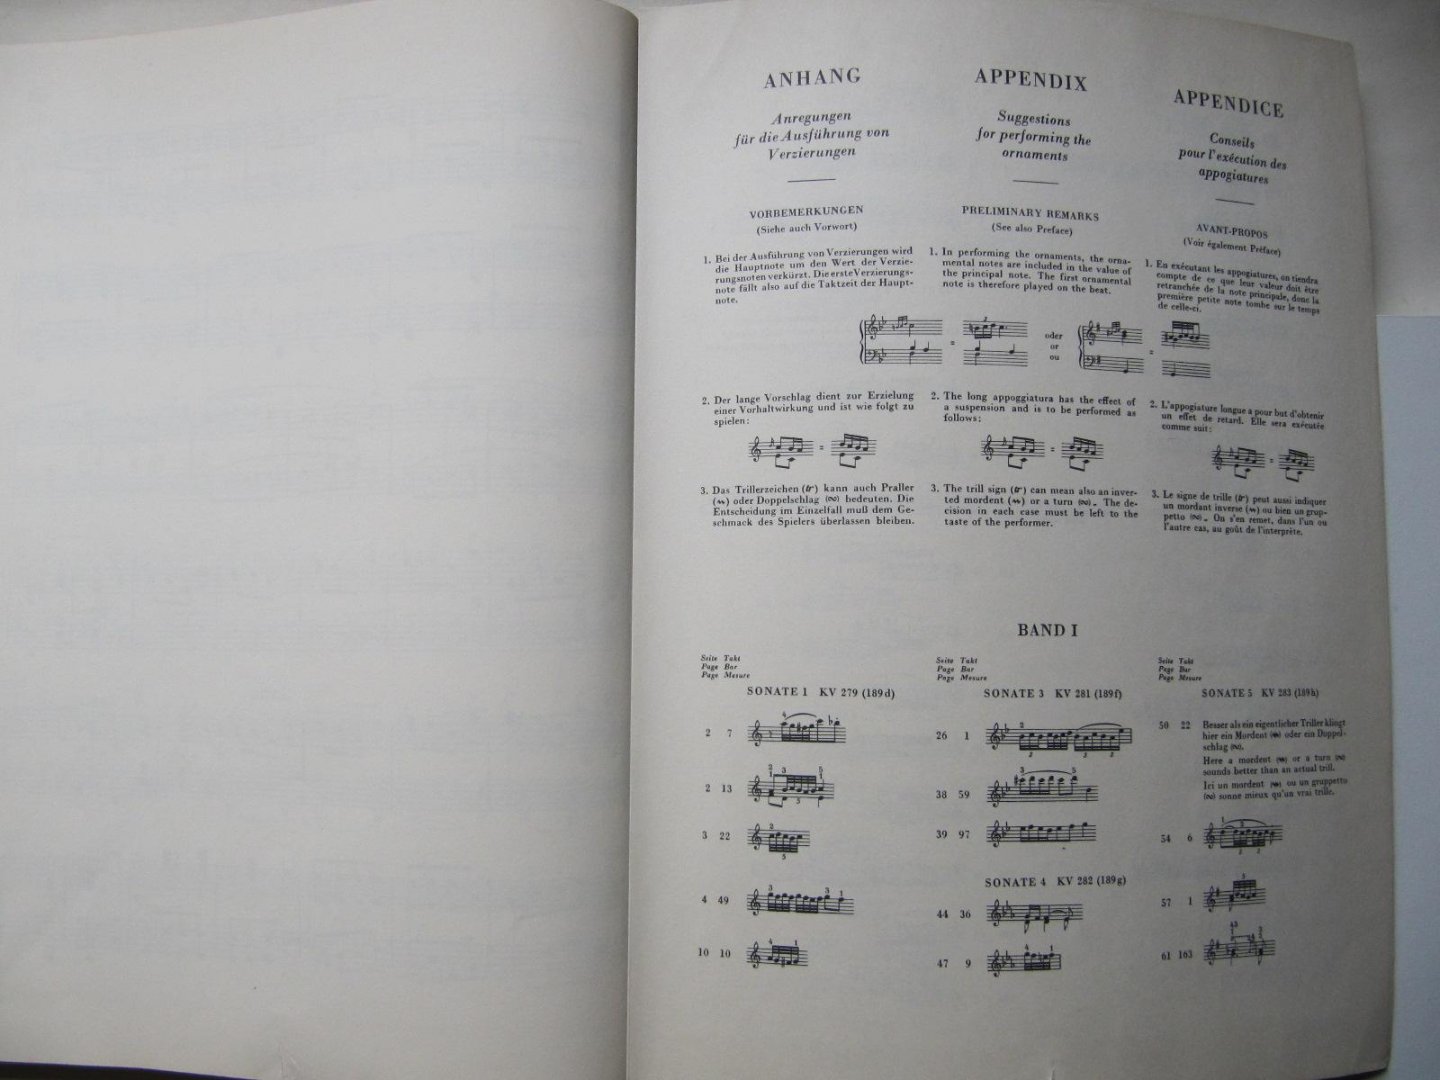 ANHANG
Anregungen
für die Ausführung von
Verzierungen
VORBEMERKUNGEN
(Siehe auch Vorwort)
1. Bei der Ausführung von Verzierungen wird
die Hauptnote um den Wert der Verzie-
rungsnoten verkürzt. Die erste Verzierungs-
note fällt also auf die Taktzeit der Haupt-
note.
APPENDIX
Suggestions
for performing the
ornaments
PRELIMINARY REMARKS
(See also Preface)
1. In performing the ornaments, the orna-
mental notes are included in the value of
the principal note. The first ornamental
note is therefore played on the beat.
APPENDICE
Conseils
pour l'exécution des
appogiatures
AVANT-PROPOS
(Voir également Préface)
1. En exécutant les appogiatures, on tiendra
compte de ce que leur valeur doit être
retranchée de la note principale, donc la
première petite note tombe sur le temps
de celle-ci.
3
=
oder
or
ou
=
2. Der lange Vorschlag dient zur Erzielung
einer Vorhaltwirkung und ist wie folgt zu
spielen:
=
2. The long appoggiatura has the effect of
a suspension and is to be performed as
follows:
=
2. L'appogiature longue a pour but d'obtenir
un effet de retard. Elle sera exécutée
comme suit:
=
3. Das Trillerzeichen (tr) kann auch Praller
() oder Doppelschlag () bedeuten. Die
Entscheidung im Einzelfall muß dem Ge-
schmack des Spielers überlassen bleiben.
3. The trill sign (tr) can mean also an inver-
ted mordent () or a turn (). The de-
cision in each case must be left to the
taste of the performer.
3. Le signe de trille (tr) peut aussi indiquer
un mordant inverse () ou bien un grup-
petto (). On s'en remet, dans l'un ou
l'autre cas, au goût de l'interprète.
BAND I
Seite Takt
Page Bar
Page Mesure
SONATE 1 KV 279 (189d)
2 7
2 13
3 22
4 49
10 10
Seite Takt
Page Bar
Page Mesure
SONATE 3 KV 281 (189f)
26 1
38 59
39 97
SONATE 4 KV 282 (189g)
44 36
47 9
Seite Takt
Page Bar
Page Mesure
SONATE 5 KV 283 (189h)
50 22 Besser als ein eigentlicher Triller klingt
hier ein Mordent () oder ein Doppel-
schlag ().
Here a mordent () or a turn ()
sounds better than an actual trill.
Ici un mordent () ou un gruppetto
() sonne mieux qu'un vrai trille.
54 6
57 1
61 163